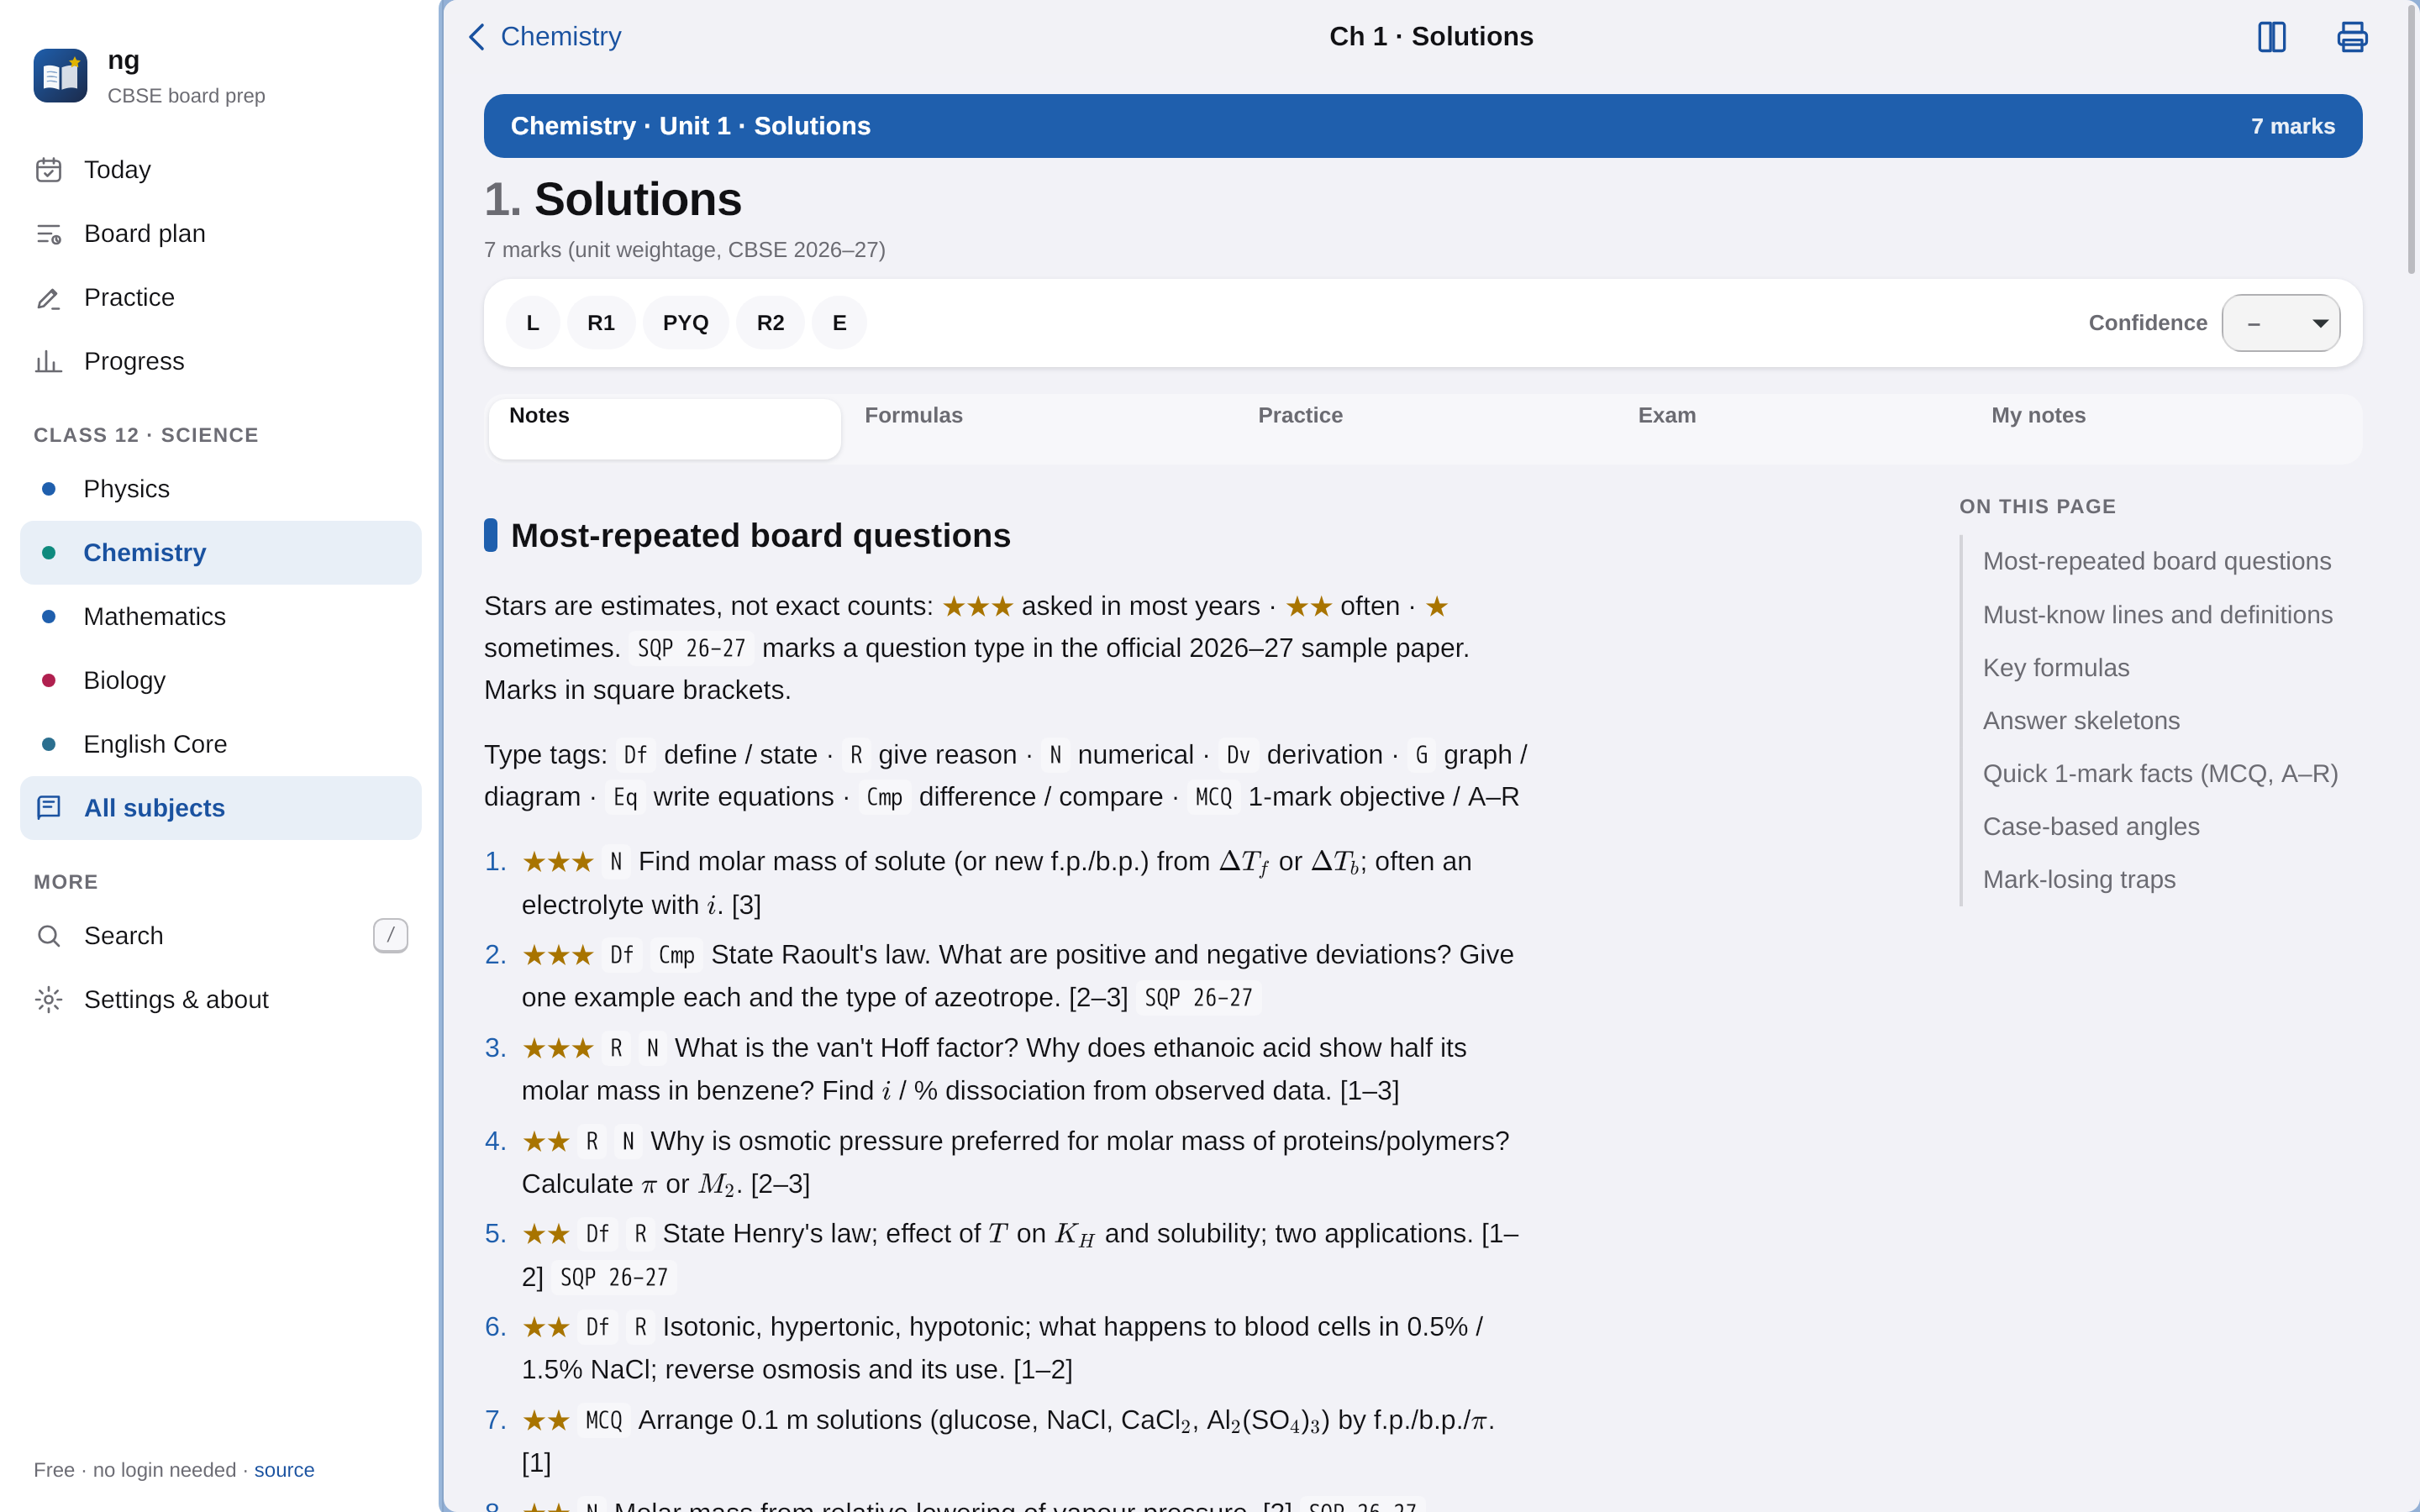 ng
CBSE board prep
Today
Board plan
Practice
Progress
CLASS 12 · SCIENCE
Physics
Chemistry
Mathematics
Biology
English Core
All subjects
MORE
Search /
Settings & about
Free · no login needed · source
Chemistry
Ch 1 · Solutions
Chemistry · Unit 1 · Solutions 7 marks
1. Solutions
7 marks (unit weightage, CBSE 2026–27)
L R1 PYQ R2 E Confidence –
Notes Formulas Practice Exam My notes
Most-repeated board questions
Stars are estimates, not exact counts: ★★★ asked in most years · ★★ often · ★
sometimes. SQP 26-27 marks a question type in the official 2026–27 sample paper.
Marks in square brackets.
Type tags: Df define / state · R give reason · N numerical · Dv derivation · G graph /
diagram · Eq write equations · Cmp difference / compare · MCQ 1-mark objective / A–R
1. ★★★ N Find molar mass of solute (or new f.p./b.p.) from ΔT_f or ΔT_b; often an
electrolyte with i. [3]
2. ★★★ Df Cmp State Raoult's law. What are positive and negative deviations? Give
one example each and the type of azeotrope. [2–3] SQP 26-27
3. ★★★ R N What is the van't Hoff factor? Why does ethanoic acid show half its
molar mass in benzene? Find i / % dissociation from observed data. [1–3]
4. ★★ R N Why is osmotic pressure preferred for molar mass of proteins/polymers?
Calculate π or M₂. [2–3]
5. ★★ Df R State Henry's law; effect of T on K_H and solubility; two applications. [1–
2] SQP 26-27
6. ★★ Df R Isotonic, hypertonic, hypotonic; what happens to blood cells in 0.5% /
1.5% NaCl; reverse osmosis and its use. [1–2]
7. ★★ MCQ Arrange 0.1 m solutions (glucose, NaCl, CaCl₂, Al₂(SO₄)₃) by f.p./b.p./π.
[1]
8. ★★ N Molar mass from relative lowering of vapour pressure. [2] SQP 26-27
ON THIS PAGE
Most-repeated board questions
Must-know lines and definitions
Key formulas
Answer skeletons
Quick 1-mark facts (MCQ, A–R)
Case-based angles
Mark-losing traps